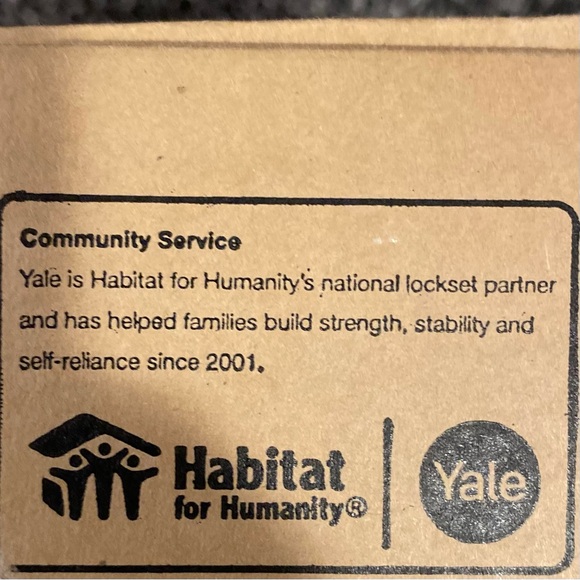 Community Service
Yale is Habitat for Humanity's national lockset partner
and has helped families build strength, stability and
self-reliance since 2001.
Habitat
for Humanity®
Yale